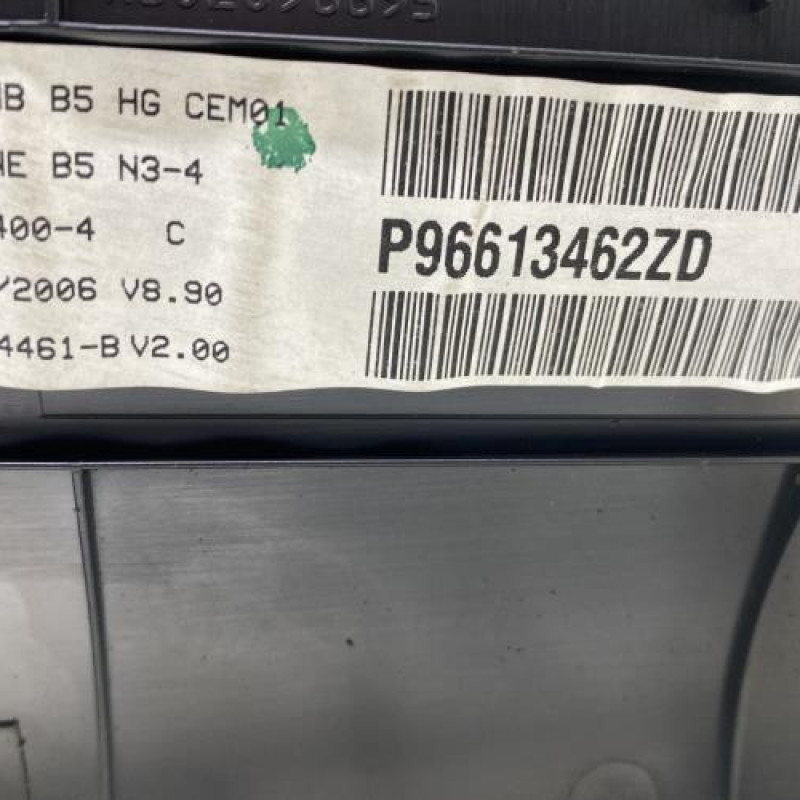 B5 HG CEM01
B5 N3-4
400-4 C
/2006 V8.90
4461-B V2.00
P96613462ZD